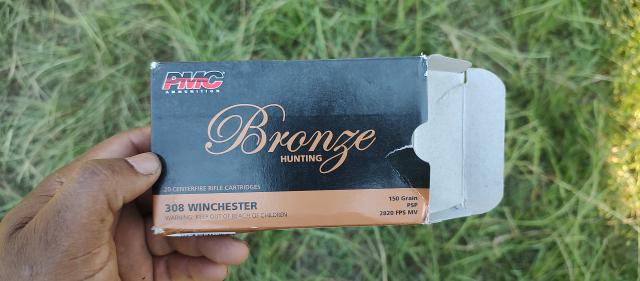 PMC
AMMUNITION
Bronze
HUNTING
20 CENTERFIRE RIFLE CARTRIDGES
308 WINCHESTER
WARNING: KEEP OUT OF REACH OF CHILDREN
150 Grain
PSP
2820 FPS MV